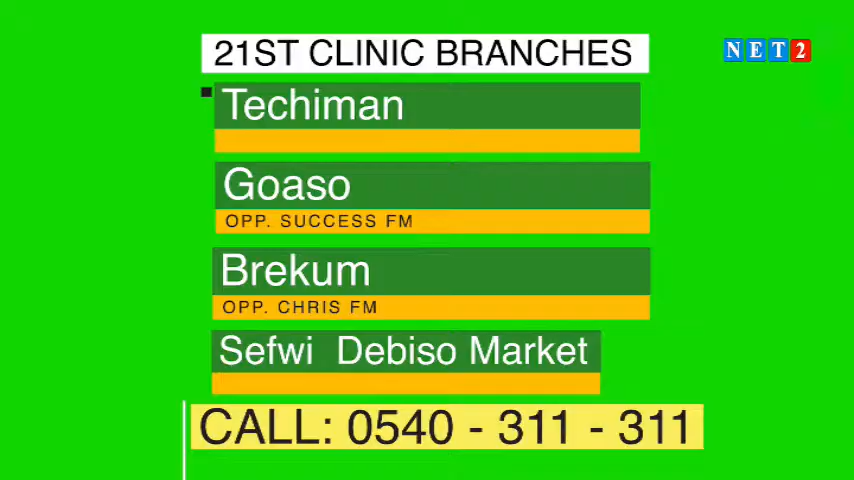 21ST CLINIC BRANCHES
NET2
Techiman
Goaso
OPP. SUCCESS FM
Brekum
OPP. CHRIS FM
Sefwi Debiso Market
CALL: 0540 - 311 - 311